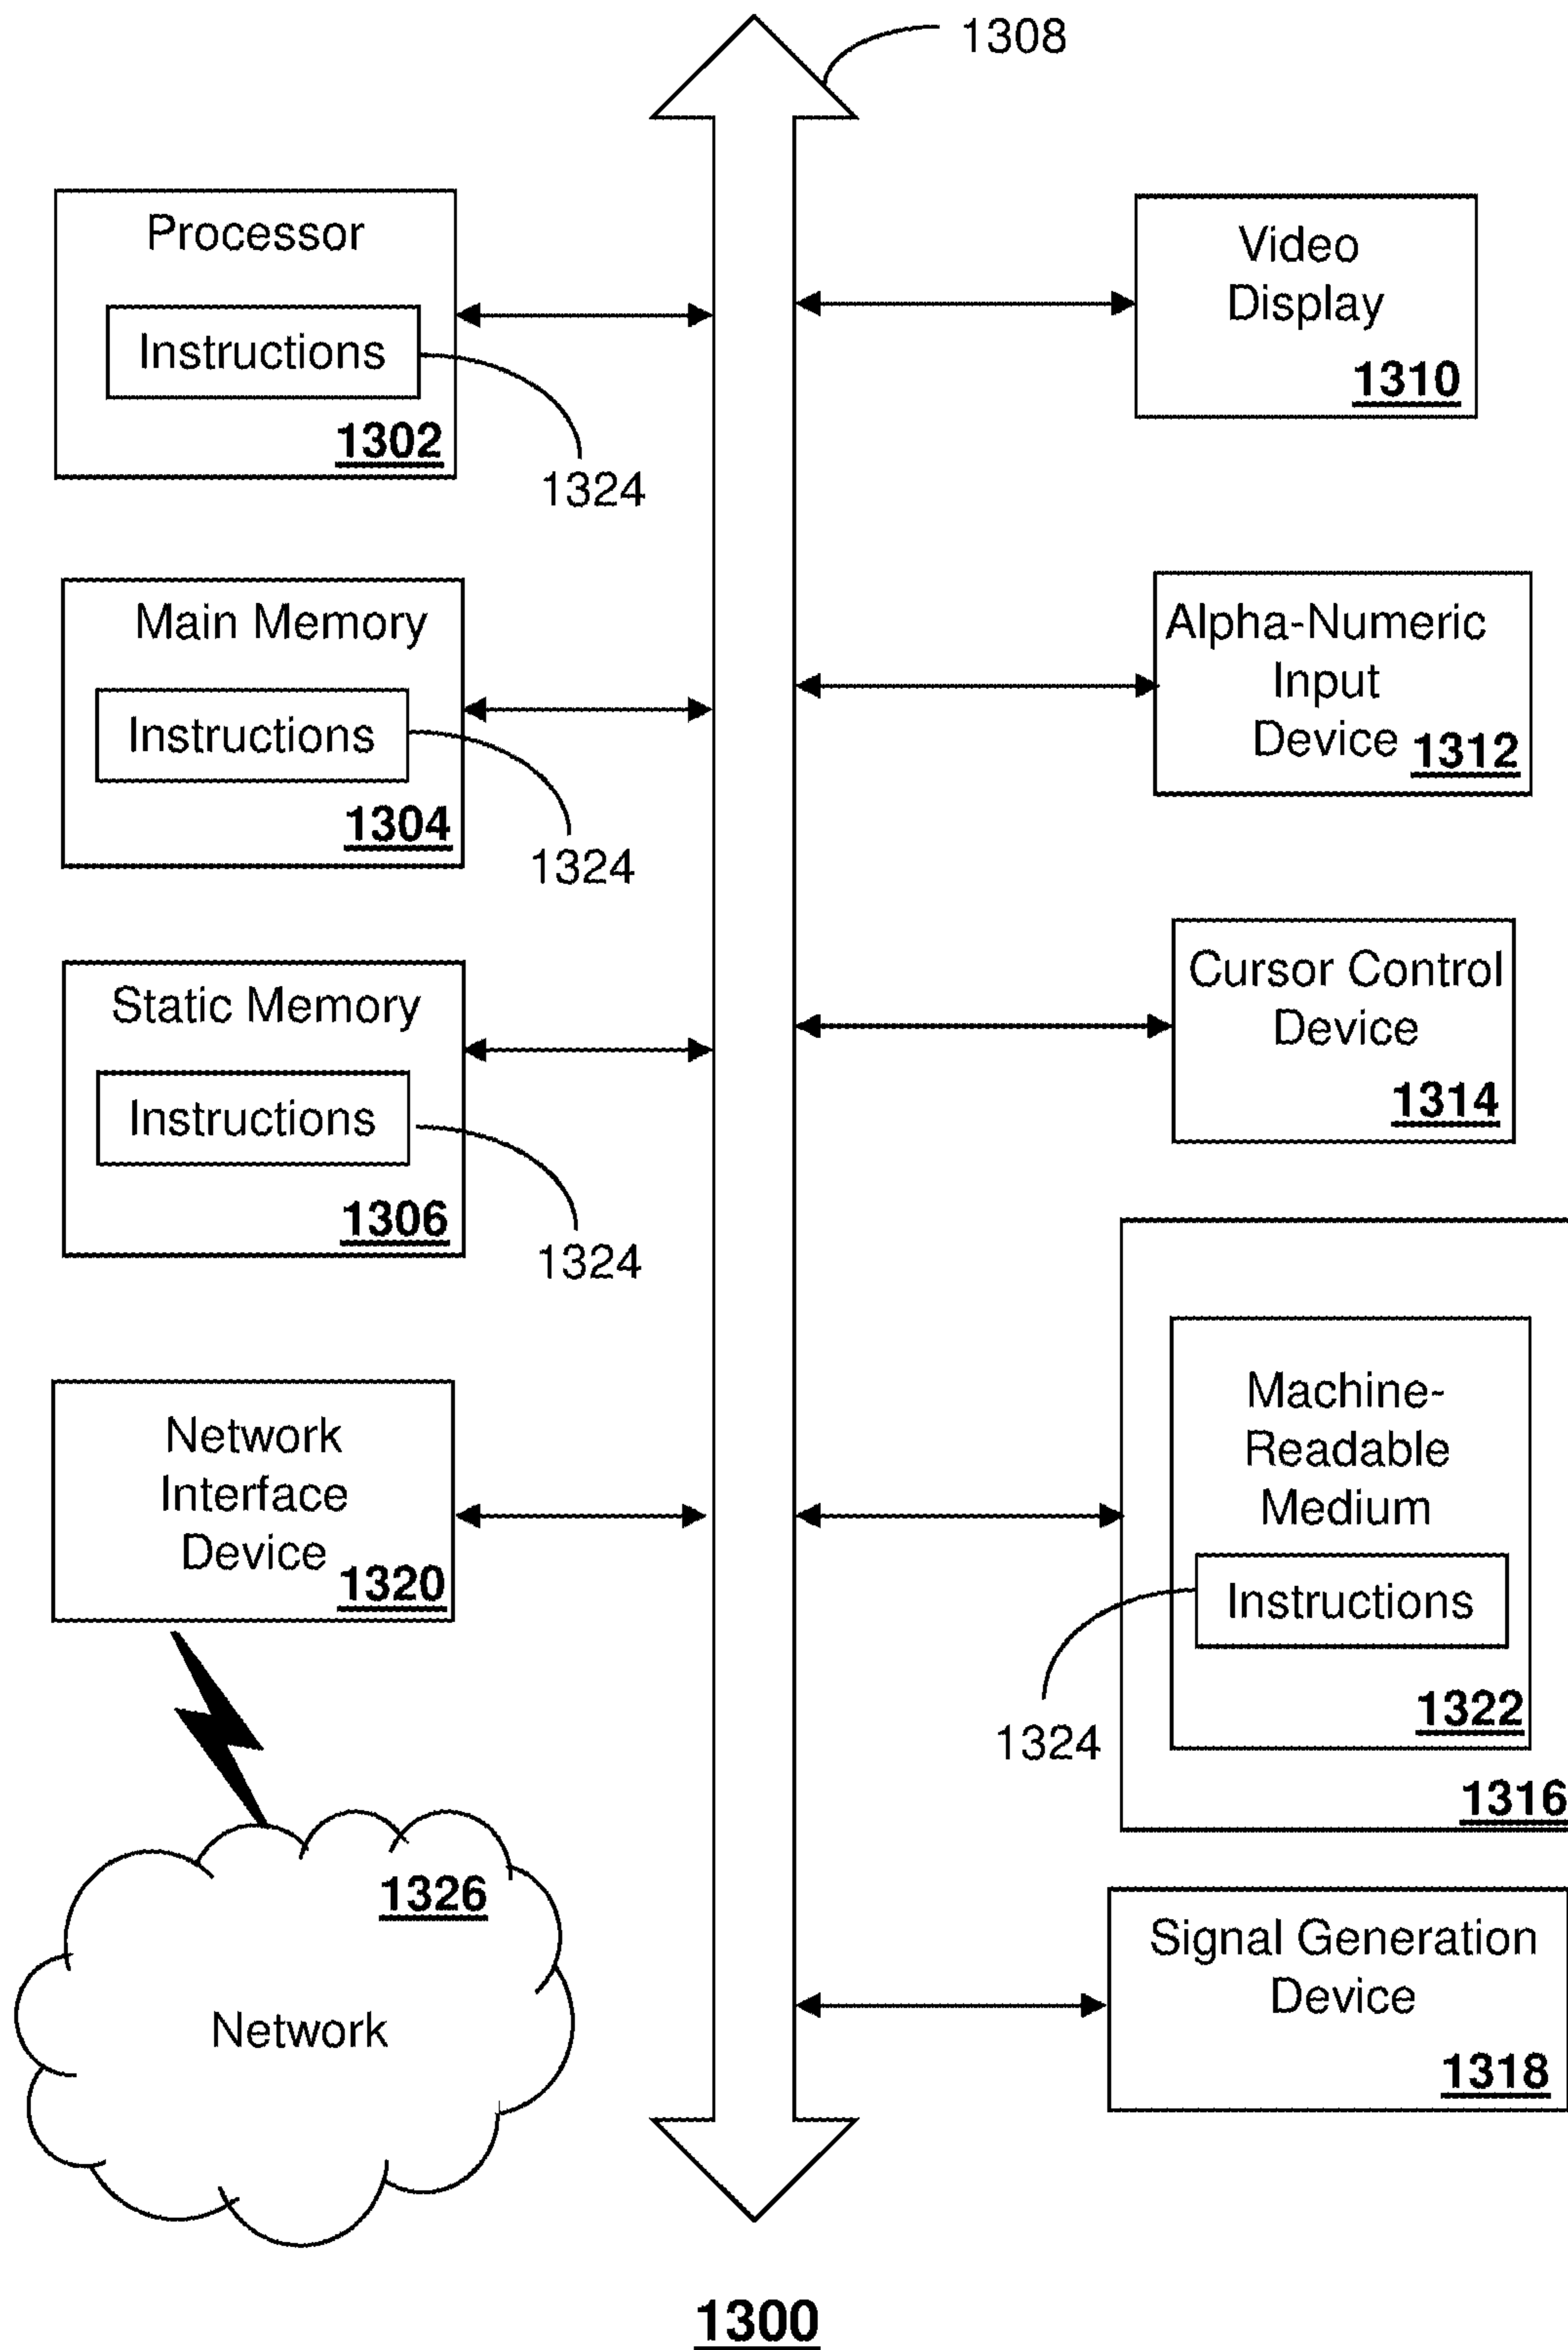 1308
Processor
Instructions
1302
1324
Main Memory
Instructions
1304
1324
Static Memory
Instructions
1306
1324
Network
Interface
Device
1320
1326
Network
Video
Display
1310
Alpha-Numeric
Input
Device 1312
Cursor Control
Device
1314
Machine-
Readable
Medium
Instructions
1324
1322
1316
Signal Generation
Device
1318
1300